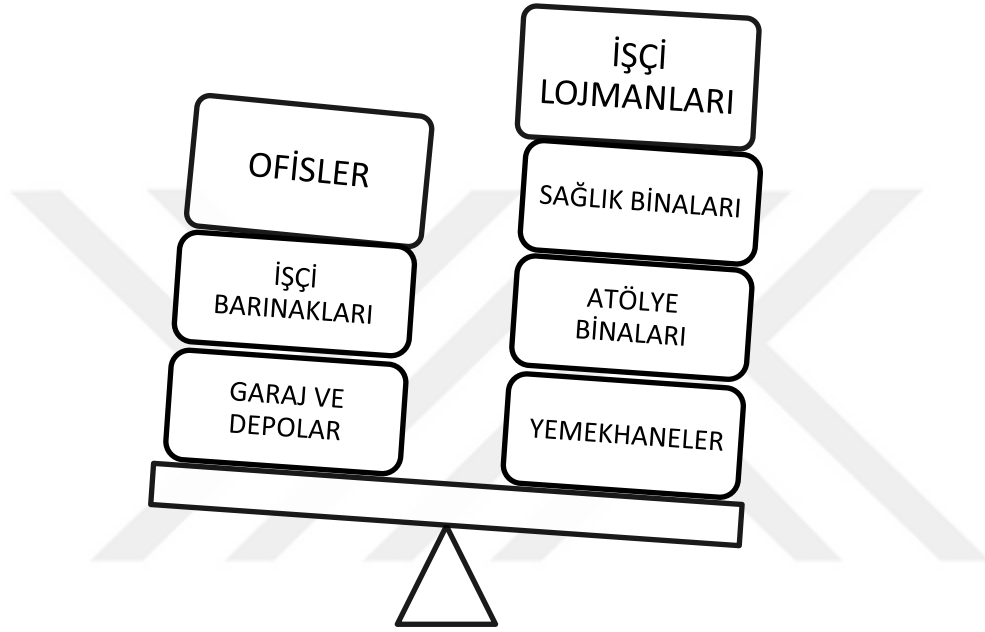 OFİSLER
İŞÇİ
BARINAKLARI
GARAJ VE
DEPOLAR
İŞÇİ
LOJMANLARI
SAĞLIK BİNALARI
ATÖLYE
BİNALARI
YEMEKHANELER